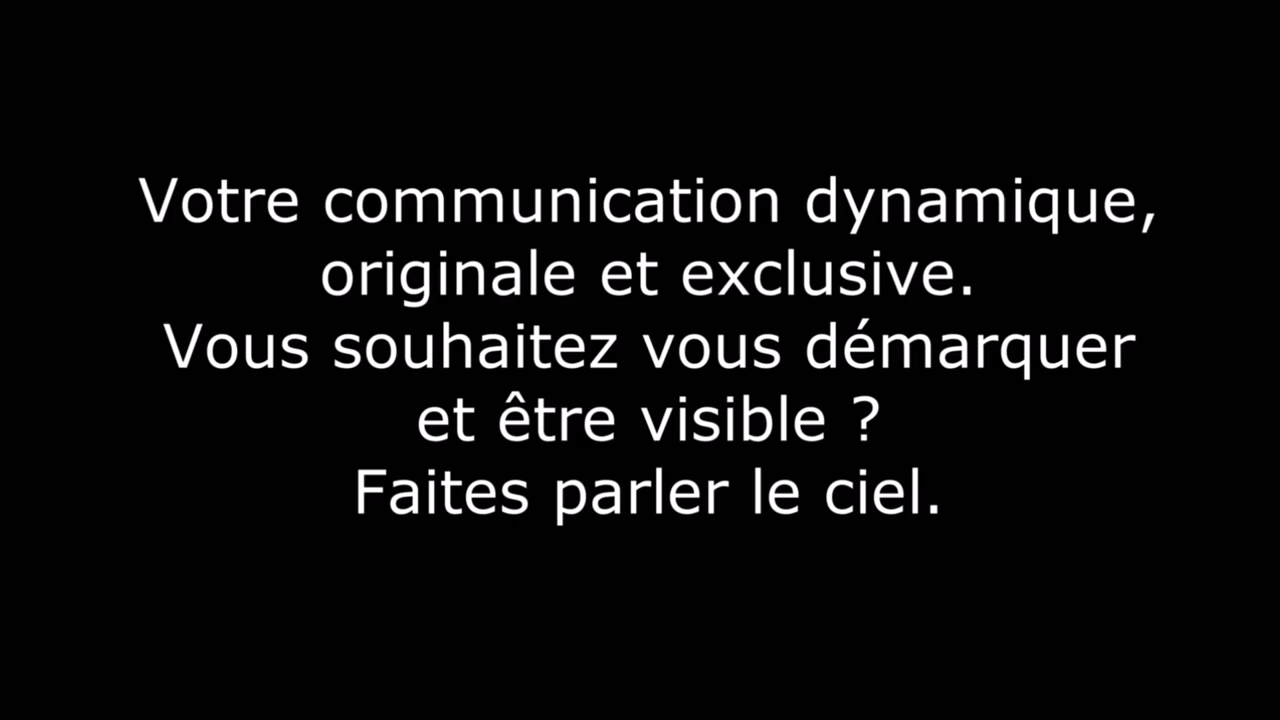 Votre communication dynamique,
originale et exclusive.
Vous souhaitez vous démarquer
et être visible ?
Faites parler le ciel.